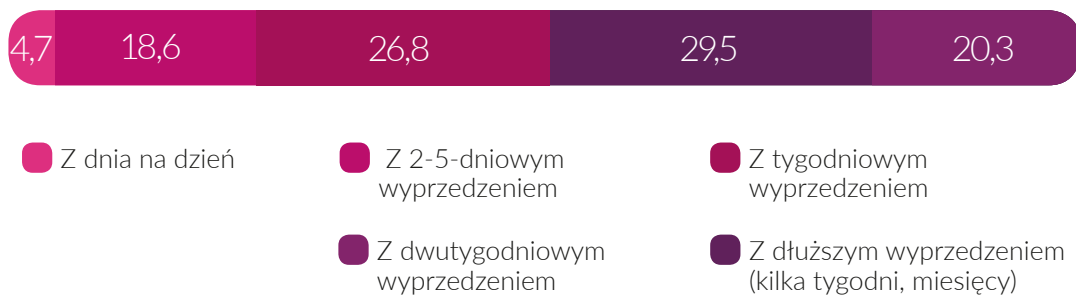 4,7 18,6 26,8 29,5 20,3
Z dnia na dzień
Z 2-5-dniowym
wyprzedzeniem
Z tygodniowym
wyprzedzeniem
Z dwutygodniowym
wyprzedzeniem
Z dłuższym wyprzedzeniem
(kilka tygodni, miesięcy)